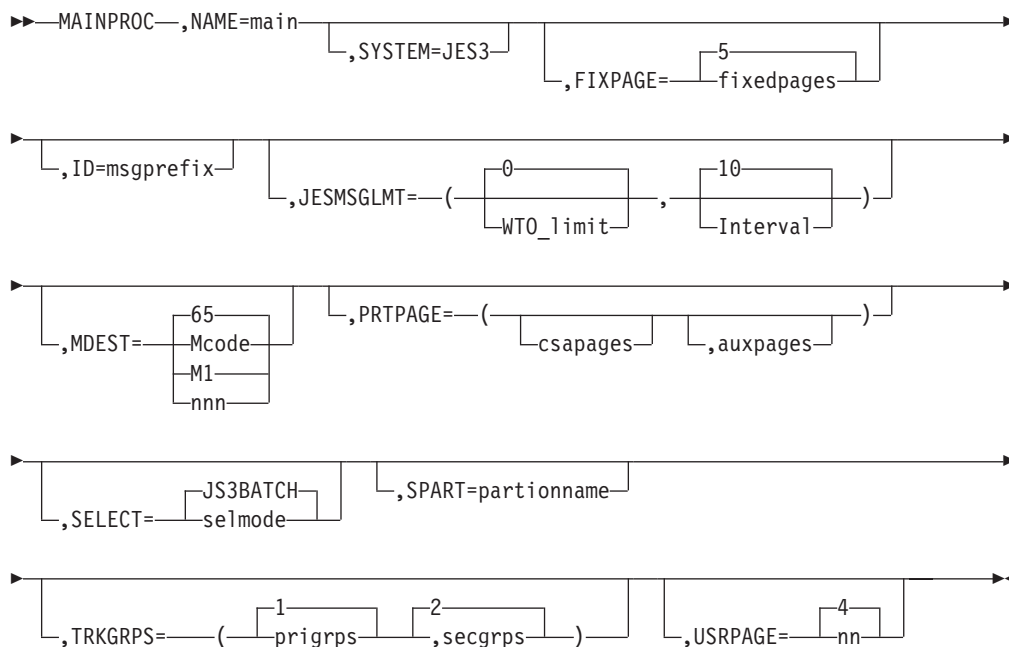 MAINPROC ,NAME=main ,SYSTEM=JES3 ,FIXPAGE= 5 fixedpages
,ID=msgprefix ,JESMSGLMT= ( 0 WTO_limit , 10 Interval )
,MDEST= 65 Mcode M1 nnn ,PRTPAGE= ( csapages ,auxpages )
,SELECT= JS3BATCH selmode ,SPART=partionname
,TRKGRPS= ( 1 prigrps 2 ,secgrps ) ,USRPAGE= 4 nn